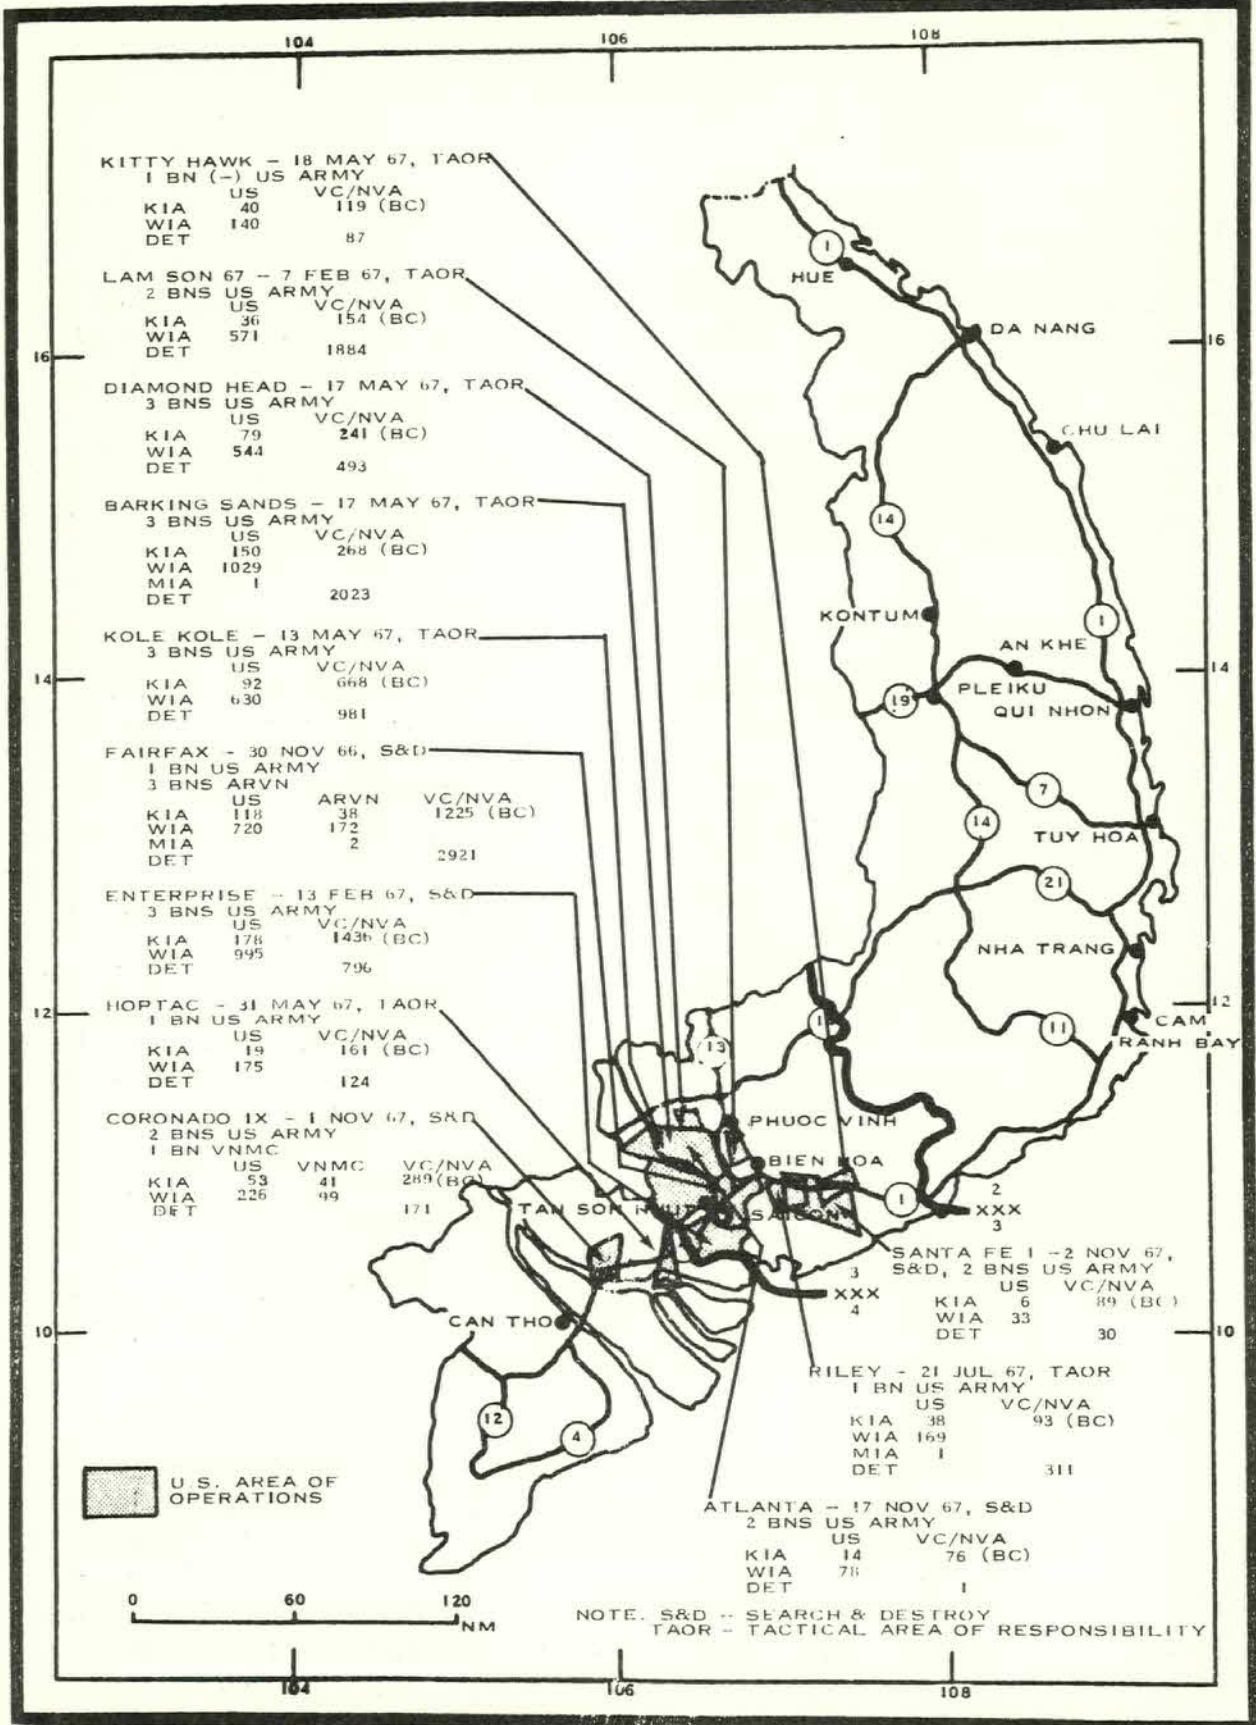 104 106 108
KITTY HAWK - 18 MAY 67, TAOR
1 BN (-) US ARMY
US VC/NVA
KIA 40 119 (BC)
WIA 140
DET 87
LAM SON 67 - 7 FEB 67, TAOR
2 BNS US ARMY
US VC/NVA
KIA 36 154 (BC)
WIA 571
DET 1884
DIAMOND HEAD - 17 MAY 67, TAOR
3 BNS US ARMY
US VC/NVA
KIA 79 241 (BC)
WIA 544
DET 493
BARKING SANDS - 17 MAY 67, TAOR
3 BNS US ARMY
US VC/NVA
KIA 150 268 (BC)
WIA 1029
MIA 1
DET 2023
KOLE KOLE - 13 MAY 67, TAOR
3 BNS US ARMY
US VC/NVA
KIA 92 668 (BC)
WIA 630
DET 981
FAIRFAX - 30 NOV 66, S&D
1 BN US ARMY
3 BNS ARVN
US ARVN VC/NVA
KIA 118 38 1225 (BC)
WIA 720 172
MIA 2
DET 2921
ENTERPRISE - 13 FEB 67, S&D
3 BNS US ARMY
US VC/NVA
KIA 178 1436 (BC)
WIA 995
DET 796
HOPTAC - 31 MAY 67, TAOR
1 BN US ARMY
US VC/NVA
KIA 19 161 (BC)
WIA 175
DET 124
CORONADO IX - 1 NOV 67, S&D
2 BNS US ARMY
1 BN VNMC
US VNMC VC/NVA
KIA 53 41 289 (BC)
WIA 226 99
DET 171
16
14
12
10
1
HUE
DA NANG
16
CHU LAI
14
KONTUM
1
AN KHE
14
19
PLEIKU
QUI NHON
7
14
TUY HOA
21
NHA TRANG
12
1
13
11
CAM
RANH BAY
PHUOC VINH
BIEN HOA
TAN SON NHUT
SAIGON
1
2
XXX
3
3
XXX
4
SANTA FE 1 - 2 NOV 67,
S&D, 2 BNS US ARMY
US VC/NVA
KIA 6 89 (BC)
WIA 33
DET 30
CAN THO
10
RILEY - 21 JUL 67, TAOR
1 BN US ARMY
US VC/NVA
KIA 38 93 (BC)
WIA 169
MIA 1
DET 311
12
4
U.S. AREA OF
OPERATIONS
ATLANTA - 17 NOV 67, S&D
2 BNS US ARMY
US VC/NVA
KIA 14 76 (BC)
WIA 78
DET 1
0 60 120
NM
NOTE. S&D -- SEARCH & DESTROY
TAOR - TACTICAL AREA OF RESPONSIBILITY
104 106 108